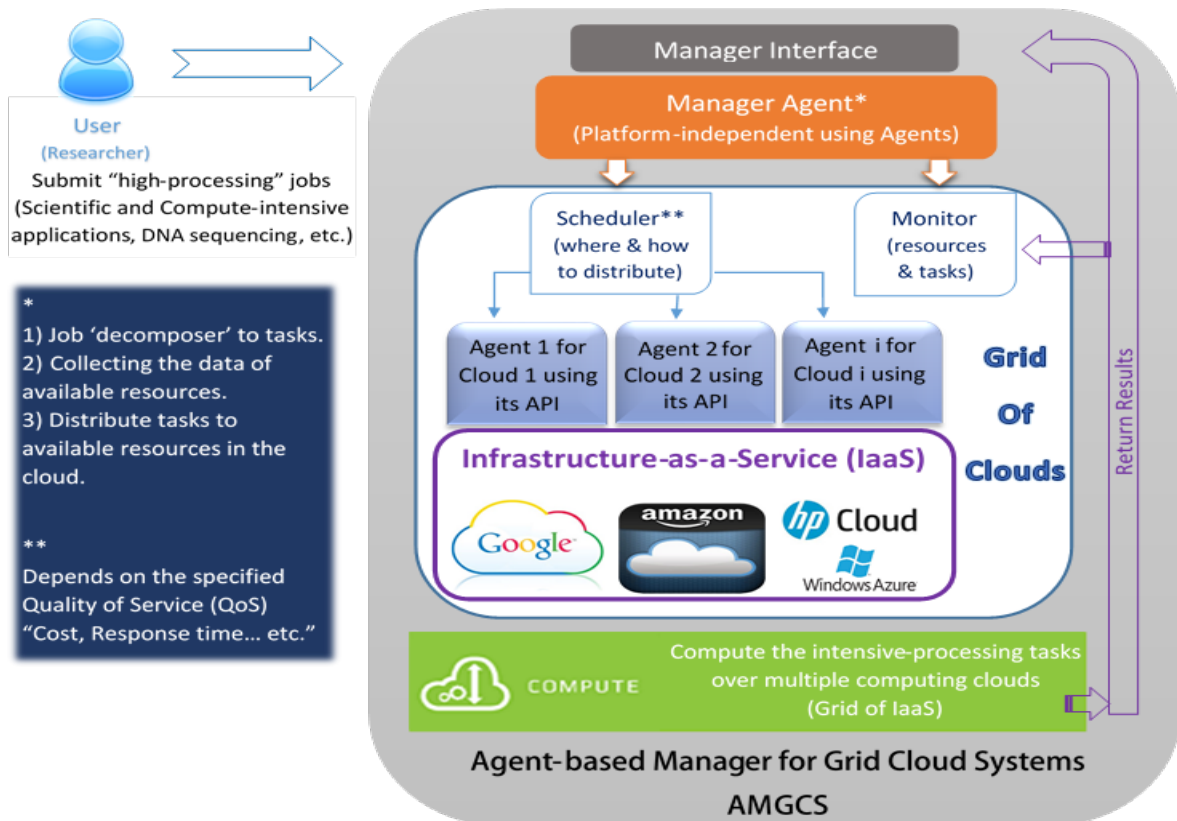 User
(Researcher)
Submit “high-processing” jobs
(Scientific and Compute-intensive
applications, DNA sequencing, etc.)
*
1) Job ‘decomposer’ to tasks.
2) Collecting the data of
available resources.
3) Distribute tasks to
available resources in the
cloud.
**
Depends on the specified
Quality of Service (QoS)
“Cost, Response time... etc.”
Manager Interface
Manager Agent*
(Platform-independent using Agents)
Scheduler**
(where & how
to distribute)
Monitor
(resources
& tasks)
Agent 1 for
Cloud 1 using
its API
Agent 2 for
Cloud 2 using
its API
Agent i for
Cloud i using
its API
Grid
Of
Clouds
Infrastructure-as-a-Service (IaaS)
Google
amazon
hp Cloud
Windows Azure
Return Results
COMPUTE
Compute the intensive-processing tasks
over multiple computing clouds
(Grid of IaaS)
Agent-based Manager for Grid Cloud Systems
AMGCS